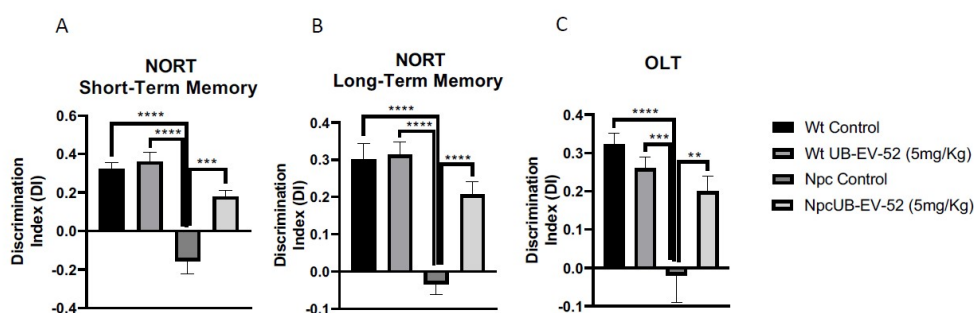 A
NORT
Short-Term Memory
Discrimination
Index (DI)
0.6
0.4
0.2
0.0
-0.2
-0.4
****
****
***
B
NORT
Long-Term Memory
Discrimination
Index (DI)
0.4
0.3
0.2
0.1
0.0
-0.1
****
****
****
C
OLT
Discrimination
Index (DI)
0.4
0.3
0.2
0.1
0.0
-0.1
****
***
**
Wt Control
Wt UB-EV-52 (5mg/Kg)
Npc Control
NpcUB-EV-52 (5mg/Kg)